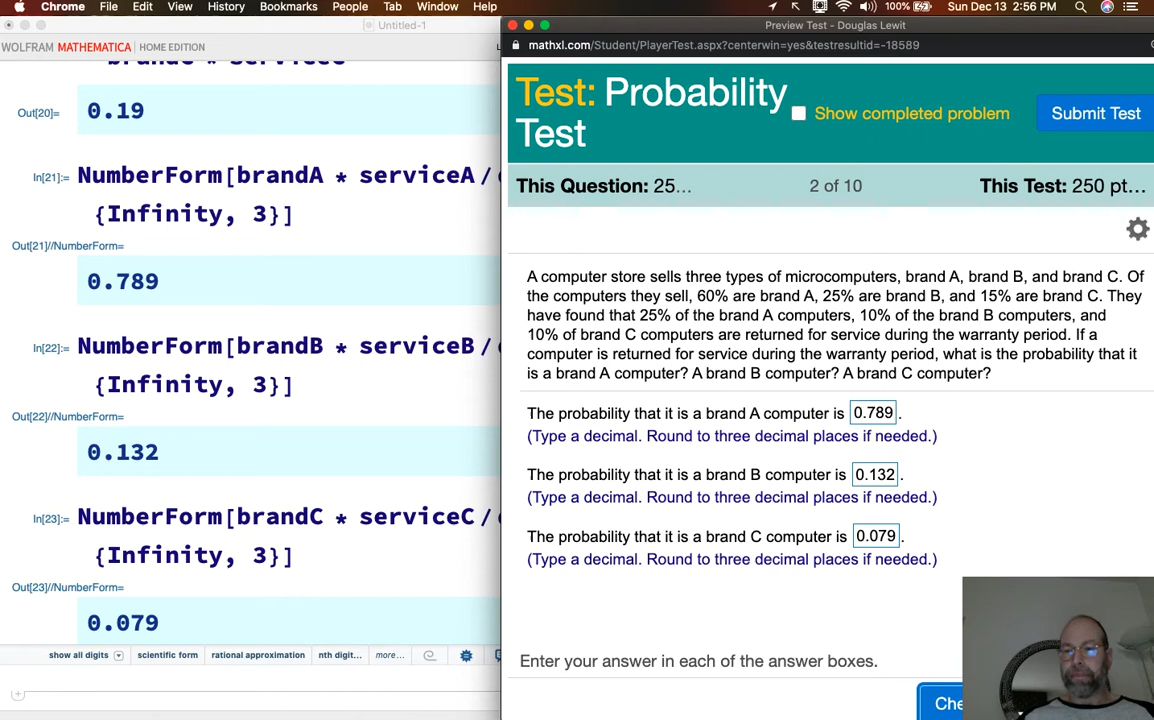 Chrome File Edit View History Bookmarks People Tab Window Help 100% Sun Dec 13 2:56 PM
Untitled-1
WOLFRAM MATHEMATICA HOME EDITION
Out[20]= 0.19
In[21]:= NumberForm[brandA * serviceA /
{Infinity, 3}]
Out[21]//NumberForm=
0.789
In[22]:= NumberForm[brandB * serviceB /
{Infinity, 3}]
Out[22]//NumberForm=
0.132
In[23]:= NumberForm[brandC * serviceC /
{Infinity, 3}]
Out[23]//NumberForm=
0.079
show all digits scientific form rational approximation nth digit... more...
Preview Test - Douglas Lewit
mathxl.com/Student/PlayerTest.aspx?centerwin=yes&testresultid=-18589
Test: Probability
Test
Show completed problem
Submit Test
This Question: 25... 2 of 10 This Test: 250 pt...
A computer store sells three types of microcomputers, brand A, brand B, and brand C. Of
the computers they sell, 60% are brand A, 25% are brand B, and 15% are brand C. They
have found that 25% of the brand A computers, 10% of the brand B computers, and
10% of brand C computers are returned for service during the warranty period. If a
computer is returned for service during the warranty period, what is the probability that it
is a brand A computer? A brand B computer? A brand C computer?
The probability that it is a brand A computer is 0.789.
(Type a decimal. Round to three decimal places if needed.)
The probability that it is a brand B computer is 0.132.
(Type a decimal. Round to three decimal places if needed.)
The probability that it is a brand C computer is 0.079.
(Type a decimal. Round to three decimal places if needed.)
Enter your answer in each of the answer boxes.
Che